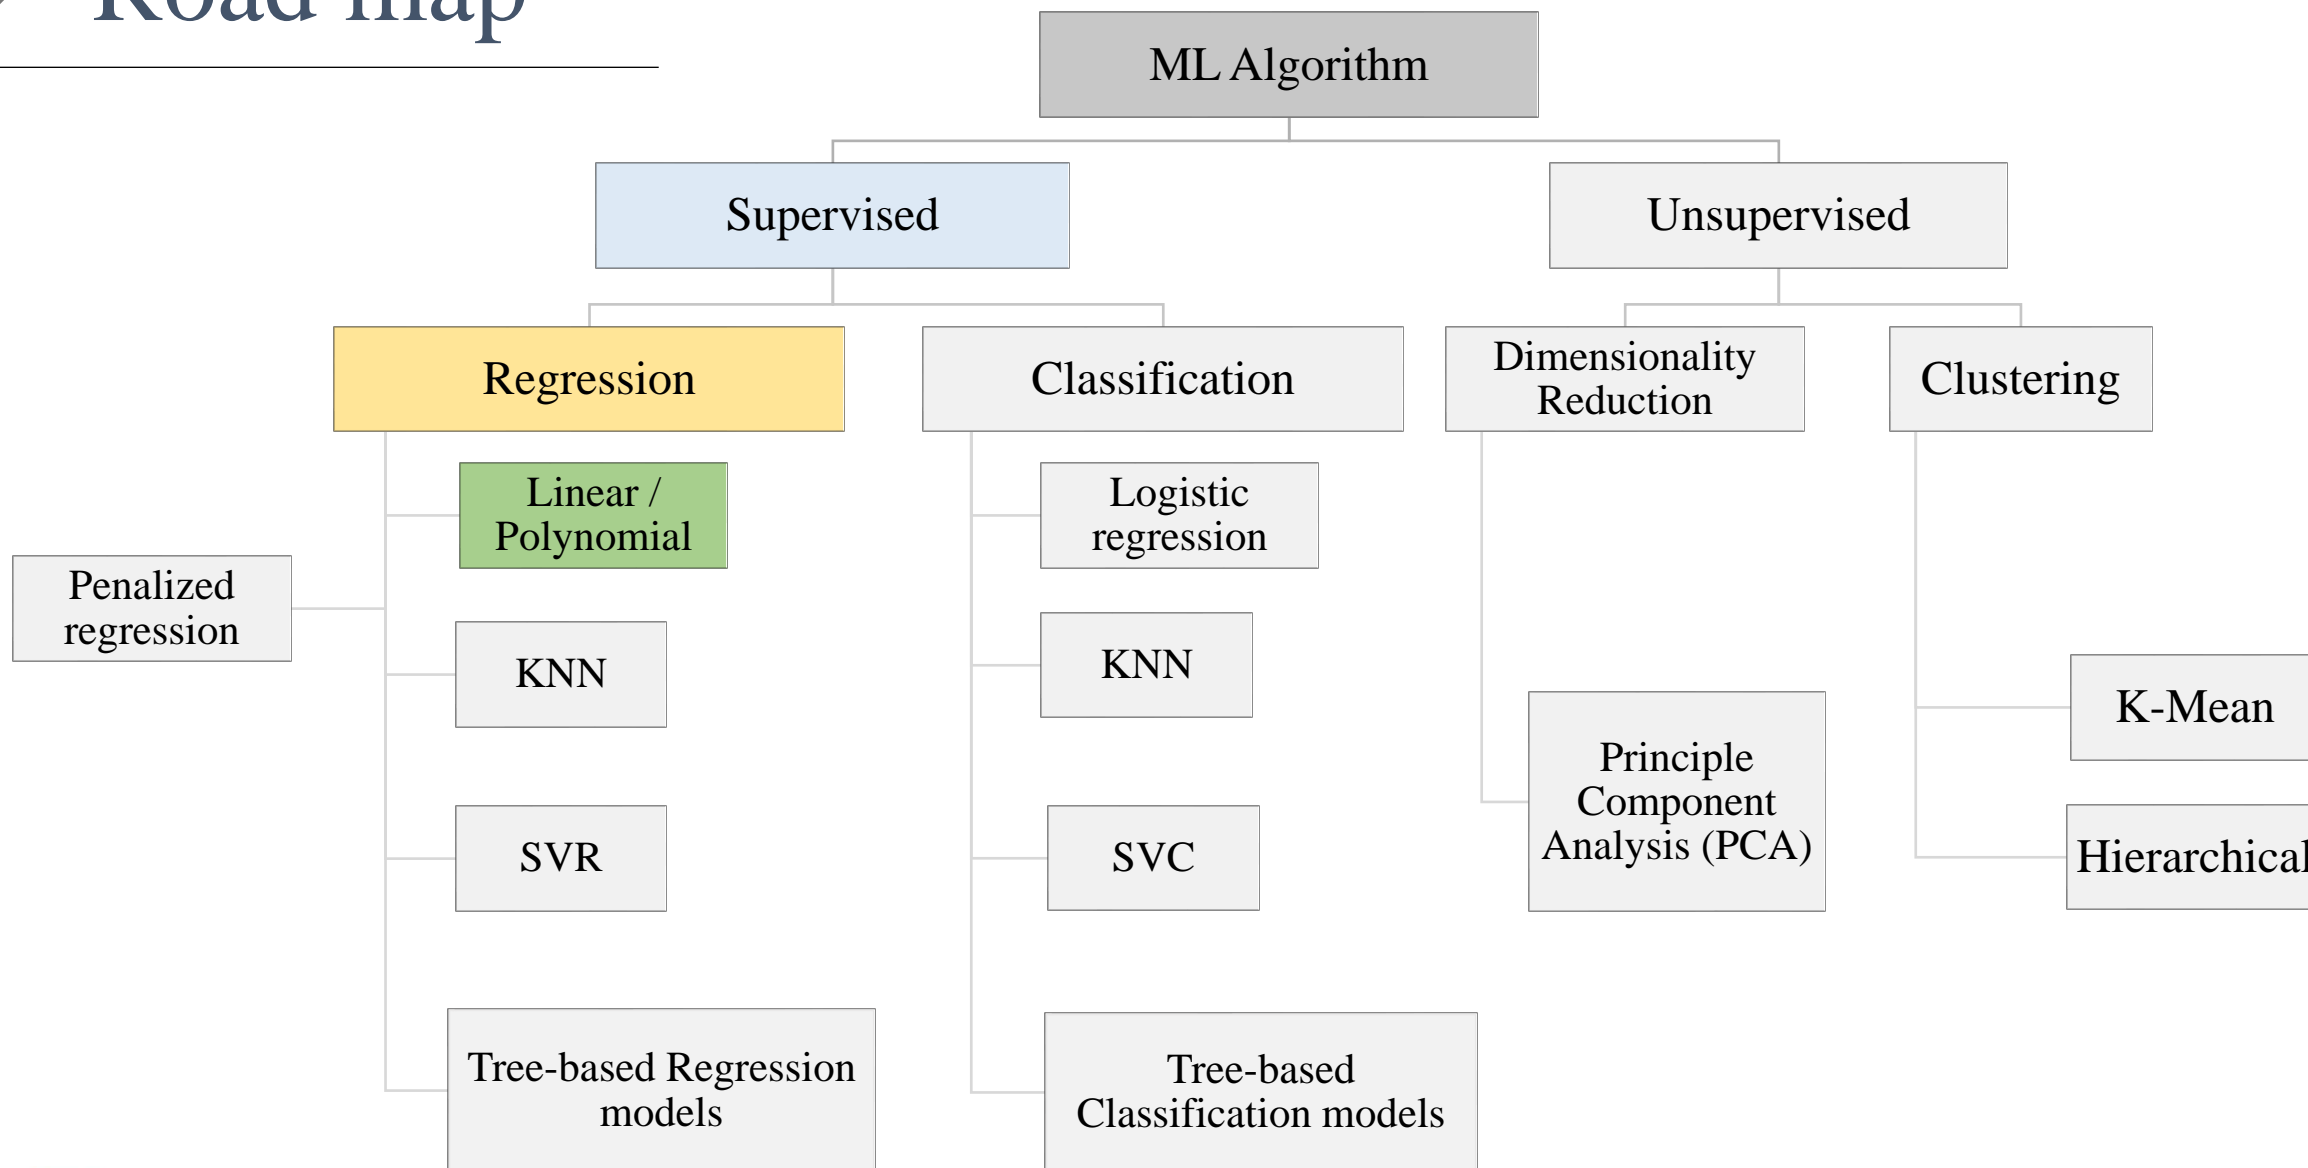 Road map
ML Algorithm
Supervised
Unsupervised
Regression
Classification
Dimensionality
Reduction
Clustering
Linear /
Polynomial
Logistic
regression
Penalized
regression
KNN
KNN
K-Mean
Principle
Component
Analysis (PCA)
SVR
SVC
Hierarchical
Tree-based Regression
models
Tree-based
Classification models